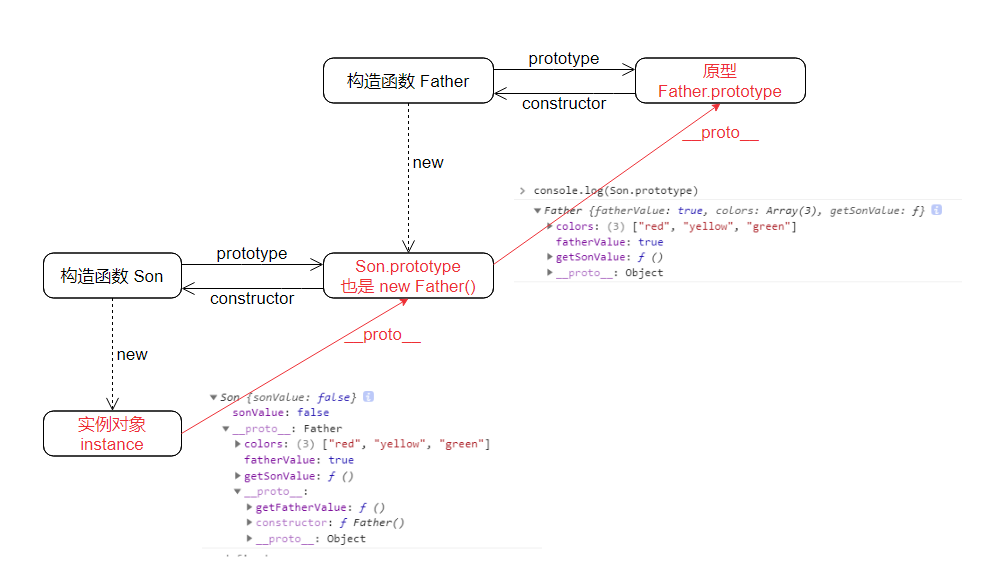 构造函数 Father
prototype
constructor
原型
Father.prototype
__proto__
new
> console.log(Son.prototype)
▼Father {fatherValue: true, colors: Array(3), getSonValue: ƒ} i
▶colors: (3) ["red", "yellow", "green"]
fatherValue: true
▶getSonValue: ƒ ()
▶__proto__: Object
构造函数 Son
prototype
constructor
Son.prototype
也是 new Father()
__proto__
new
实例对象
instance
▼Son {sonValue: false} i
sonValue: false
▼__proto__: Father
▶colors: (3) ["red", "yellow", "green"]
fatherValue: true
▶getSonValue: ƒ ()
▼__proto__:
▶getFatherValue: ƒ ()
▶constructor: ƒ Father()
▶__proto__: Object